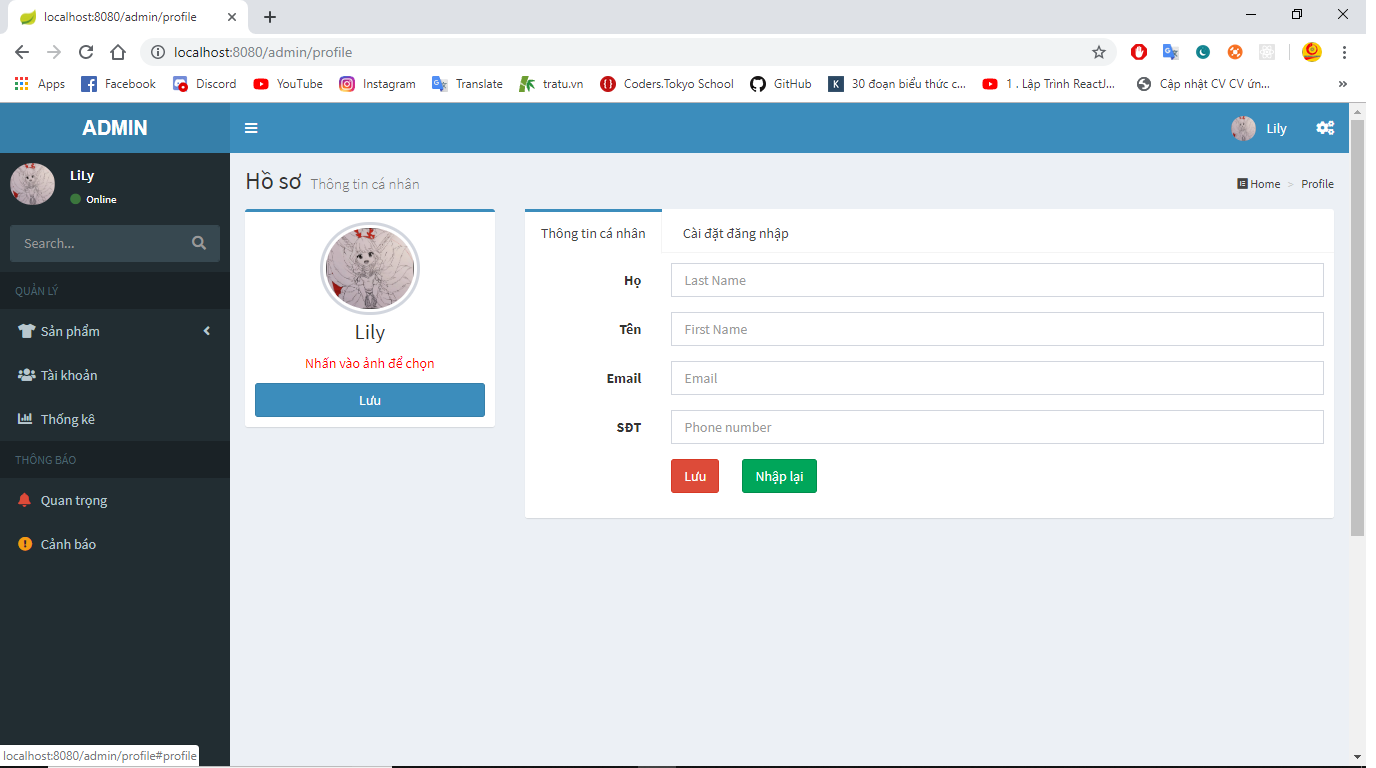 localhost:8080/admin/profile
localhost:8080/admin/profile
Apps Facebook Discord YouTube Instagram Translate tratu.vn Coders.Tokyo School GitHub K 30 đoạn biểu thức c... 1 . Lập Trình ReactJ... Cập nhật CV CV ứn... »
ADMIN
Lily
LiLy
Online
Hồ sơ Thông tin cá nhân
Home > Profile
Search...
QUẢN LÝ
Sản phẩm
Tài khoản
Thống kê
THÔNG BÁO
Quan trọng
Cảnh báo
Lily
Nhấn vào ảnh để chọn
Lưu
Thông tin cá nhân Cài đặt đăng nhập
Họ Last Name
Tên First Name
Email Email
SĐT Phone number
Lưu Nhập lại
localhost:8080/admin/profile#profile